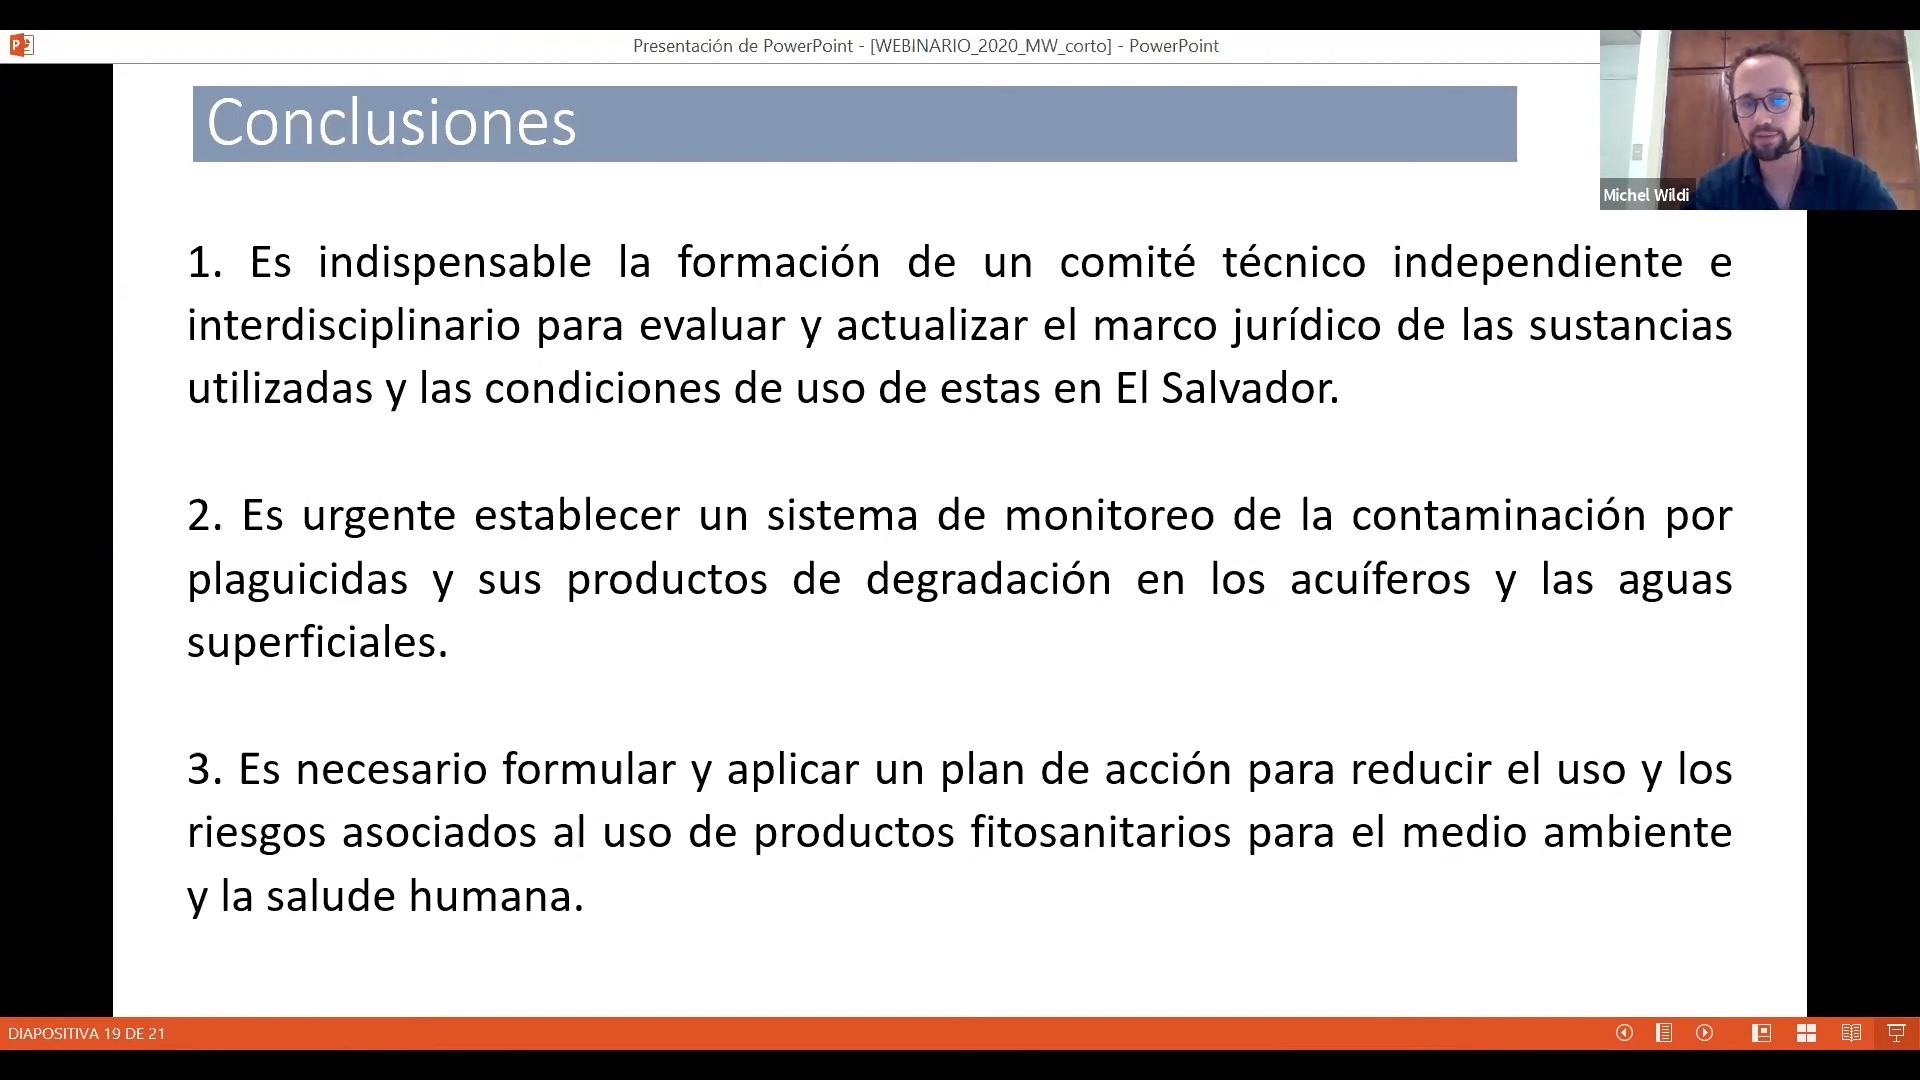 Presentación de PowerPoint - [WEBINARIO_2020_MW_corto] - PowerPoint
Conclusiones
Michel Wildi
1. Es indispensable la formación de un comité técnico independiente e
interdisciplinario para evaluar y actualizar el marco jurídico de las sustancias
utilizadas y las condiciones de uso de estas en El Salvador.
2. Es urgente establecer un sistema de monitoreo de la contaminación por
plaguicidas y sus productos de degradación en los acuíferos y las aguas
superficiales.
3. Es necesario formular y aplicar un plan de acción para reducir el uso y los
riesgos asociados al uso de productos fitosanitarios para el medio ambiente
y la salude humana.
DIAPOSITIVA 19 DE 21